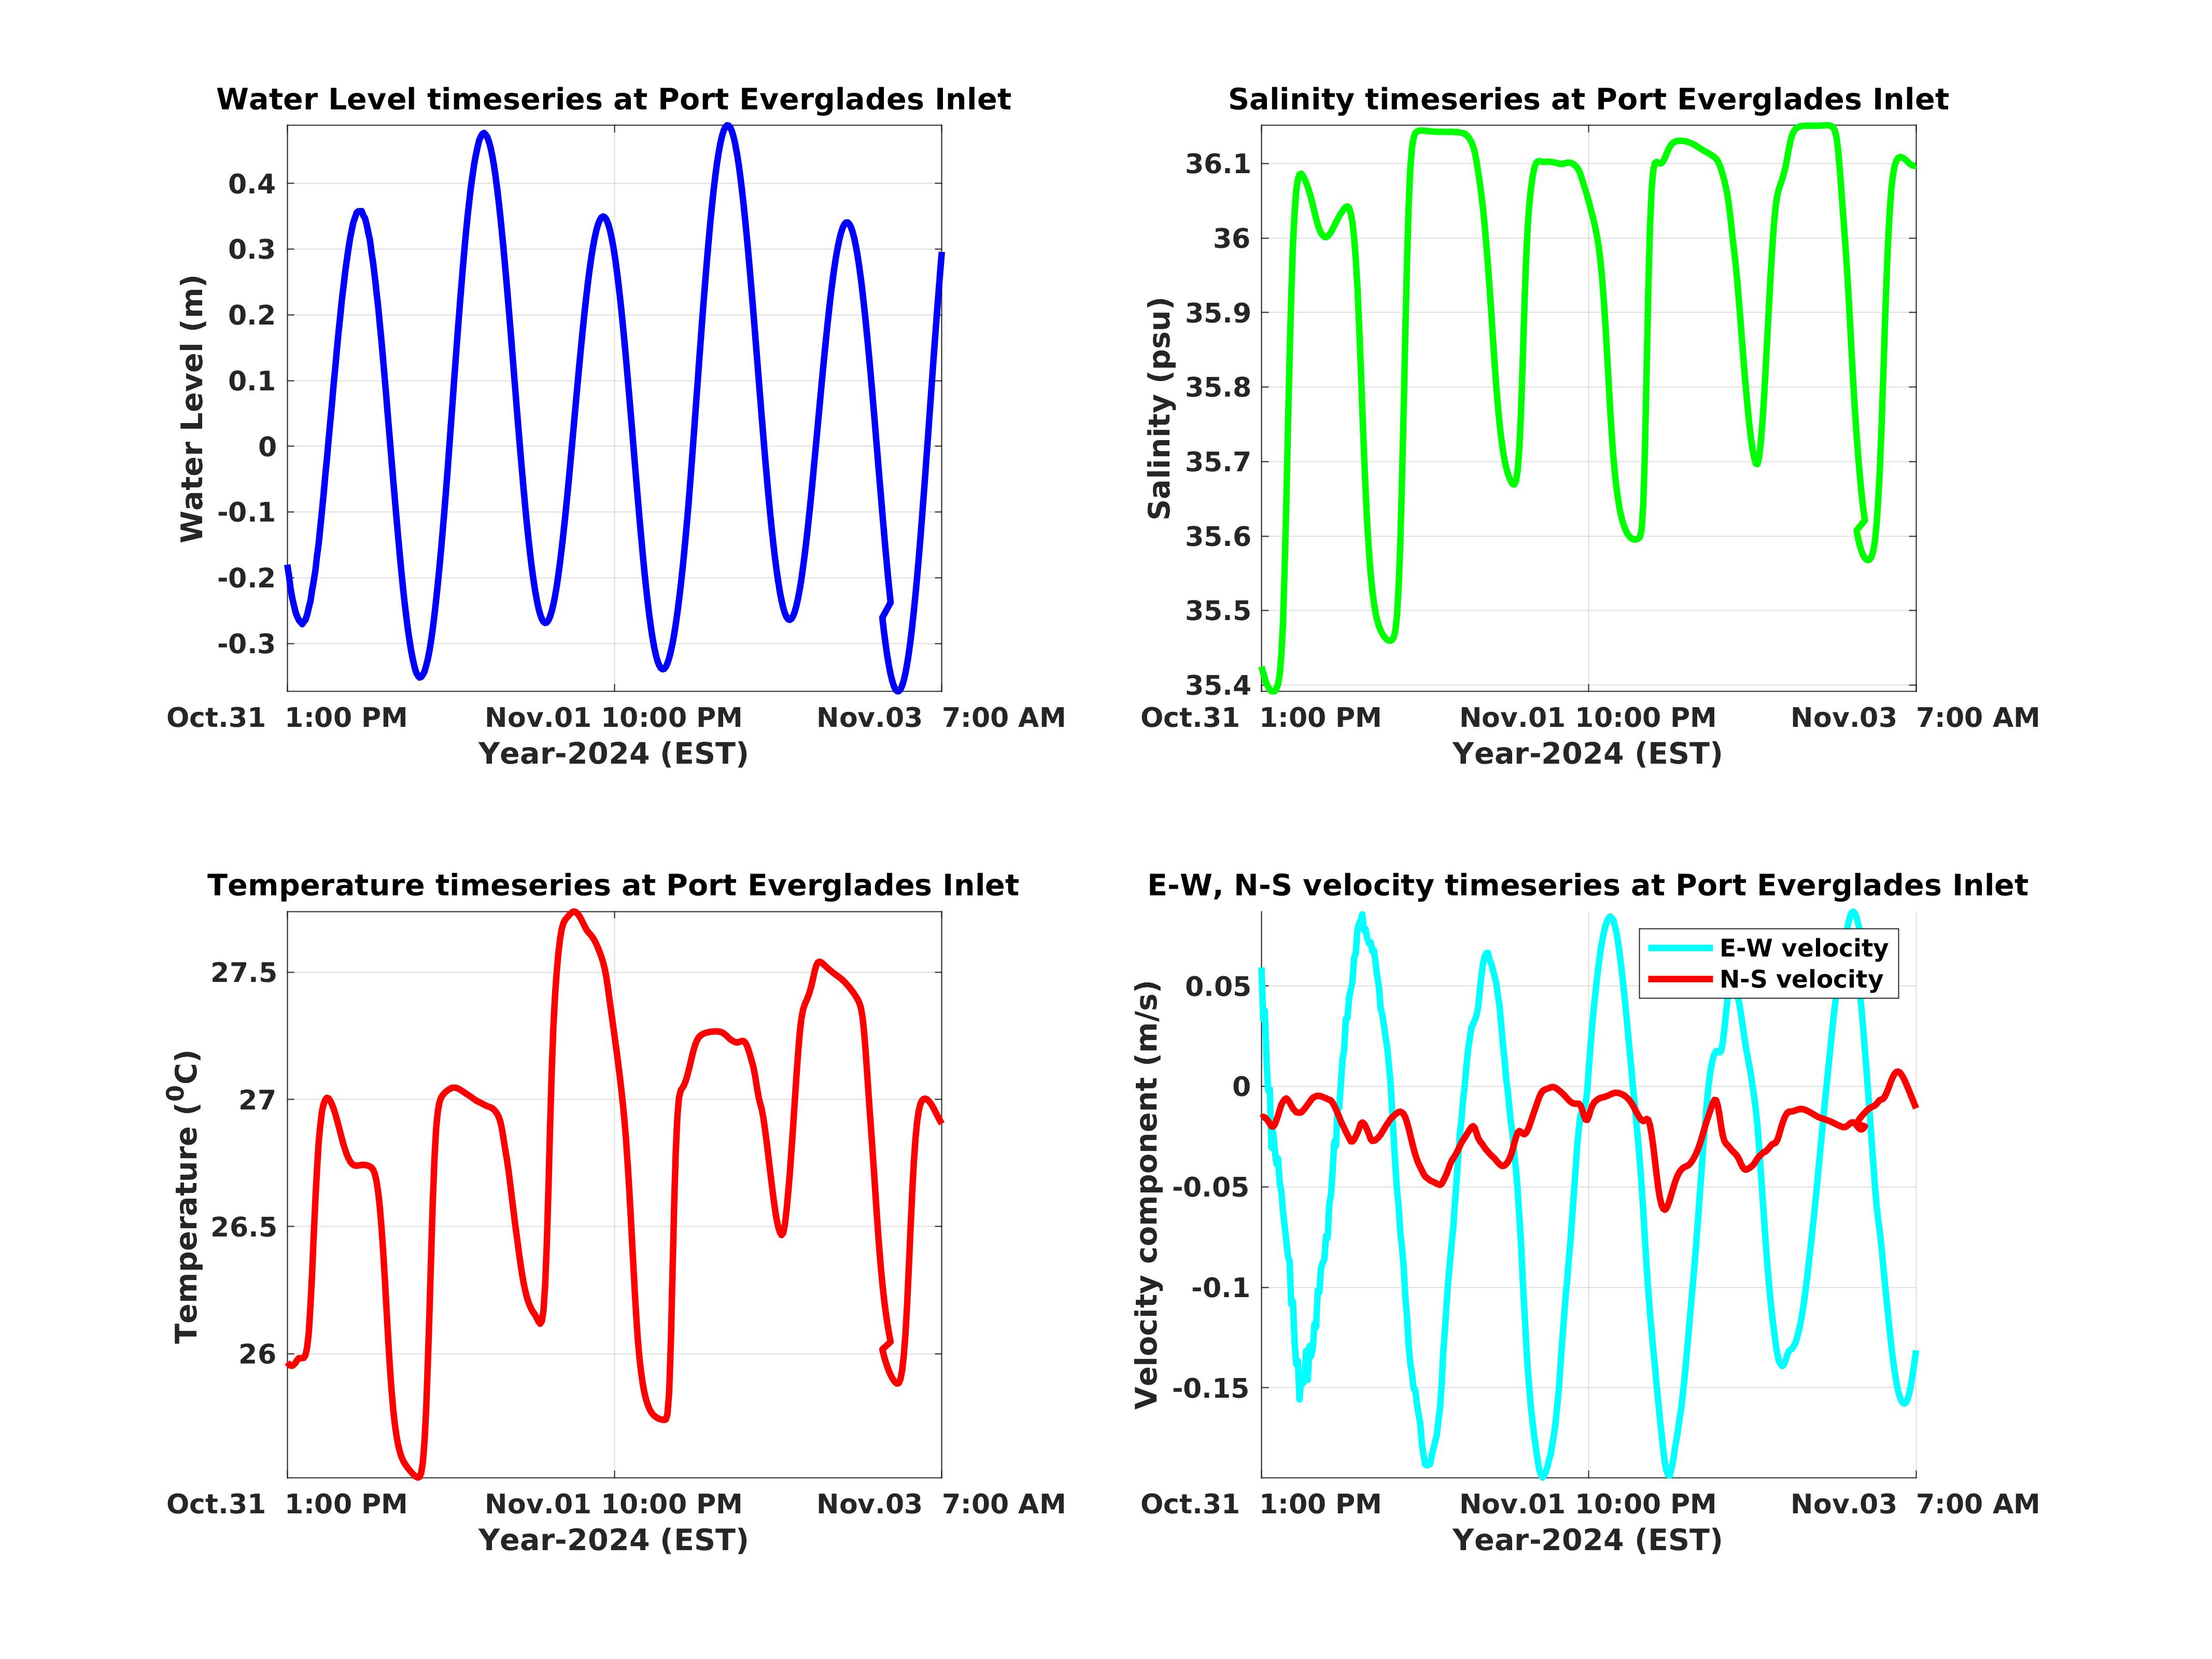 Water Level timeseries at Port Everglades Inlet
Water Level (m)
0.4
0.3
0.2
0.1
0
-0.1
-0.2
-0.3
Oct.31 1:00 PM
Nov.01 10:00 PM
Nov.03 7:00 AM
Year-2024 (EST)
Salinity timeseries at Port Everglades Inlet
Salinity (psu)
36.1
36
35.9
35.8
35.7
35.6
35.5
35.4
Oct.31 1:00 PM
Nov.01 10:00 PM
Nov.03 7:00 AM
Year-2024 (EST)
Temperature timeseries at Port Everglades Inlet
Temperature (⁰C)
27.5
27
26.5
26
Oct.31 1:00 PM
Nov.01 10:00 PM
Nov.03 7:00 AM
Year-2024 (EST)
E-W, N-S velocity timeseries at Port Everglades Inlet
Velocity component (m/s)
0.05
0
-0.05
-0.1
-0.15
E-W velocity
N-S velocity
Oct.31 1:00 PM
Nov.01 10:00 PM
Nov.03 7:00 AM
Year-2024 (EST)